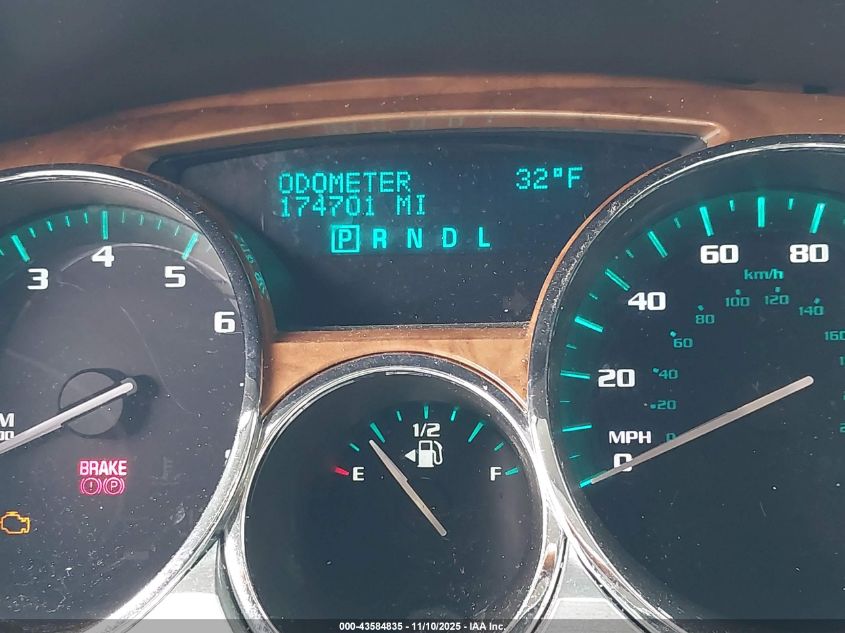 ODOMETER 32°F
174701 MI
P R N D L
3 4 5 6
BRAKE
P
1/2
E F
0 20 40 60 80
km/h
20 40 60 80 100 120 140 160
MPH
000-43584835 - 11/10/2025 - IAA Inc.